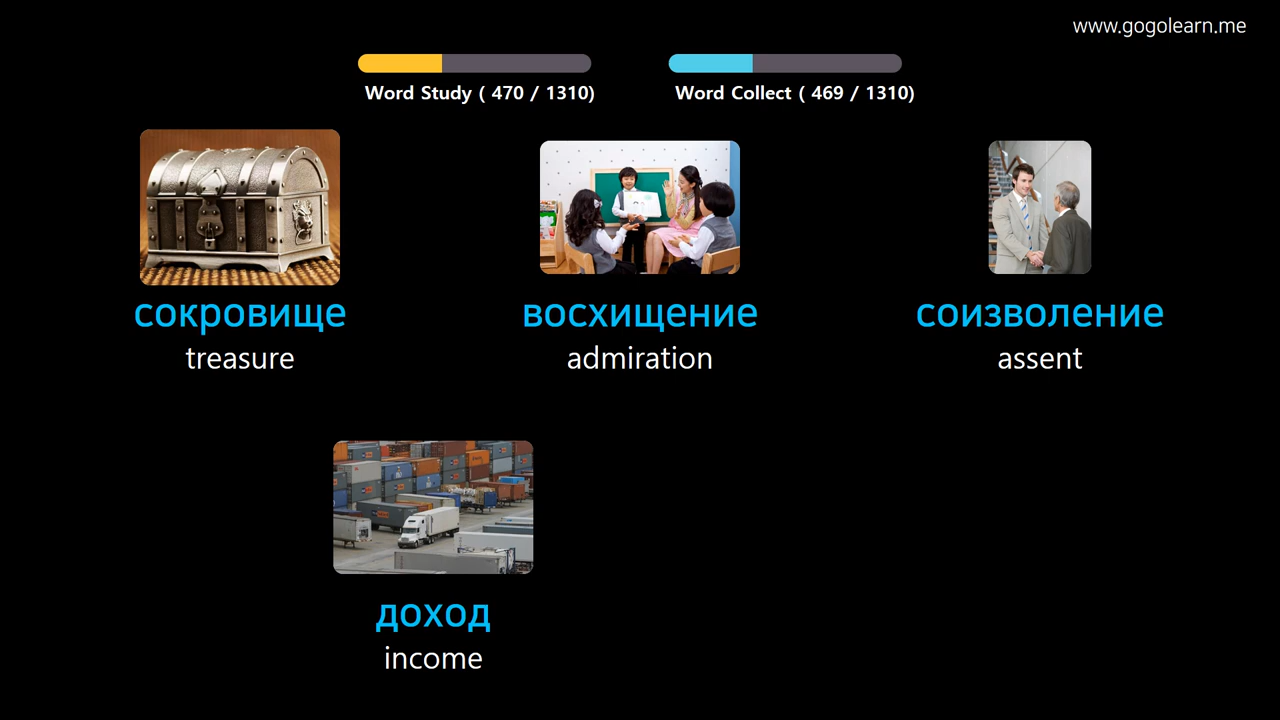 www.gogolearn.me
Word Study ( 470 / 1310)
Word Collect ( 469 / 1310)
сокровище
treasure
восхищение
admiration
соизволение
assent
доход
income